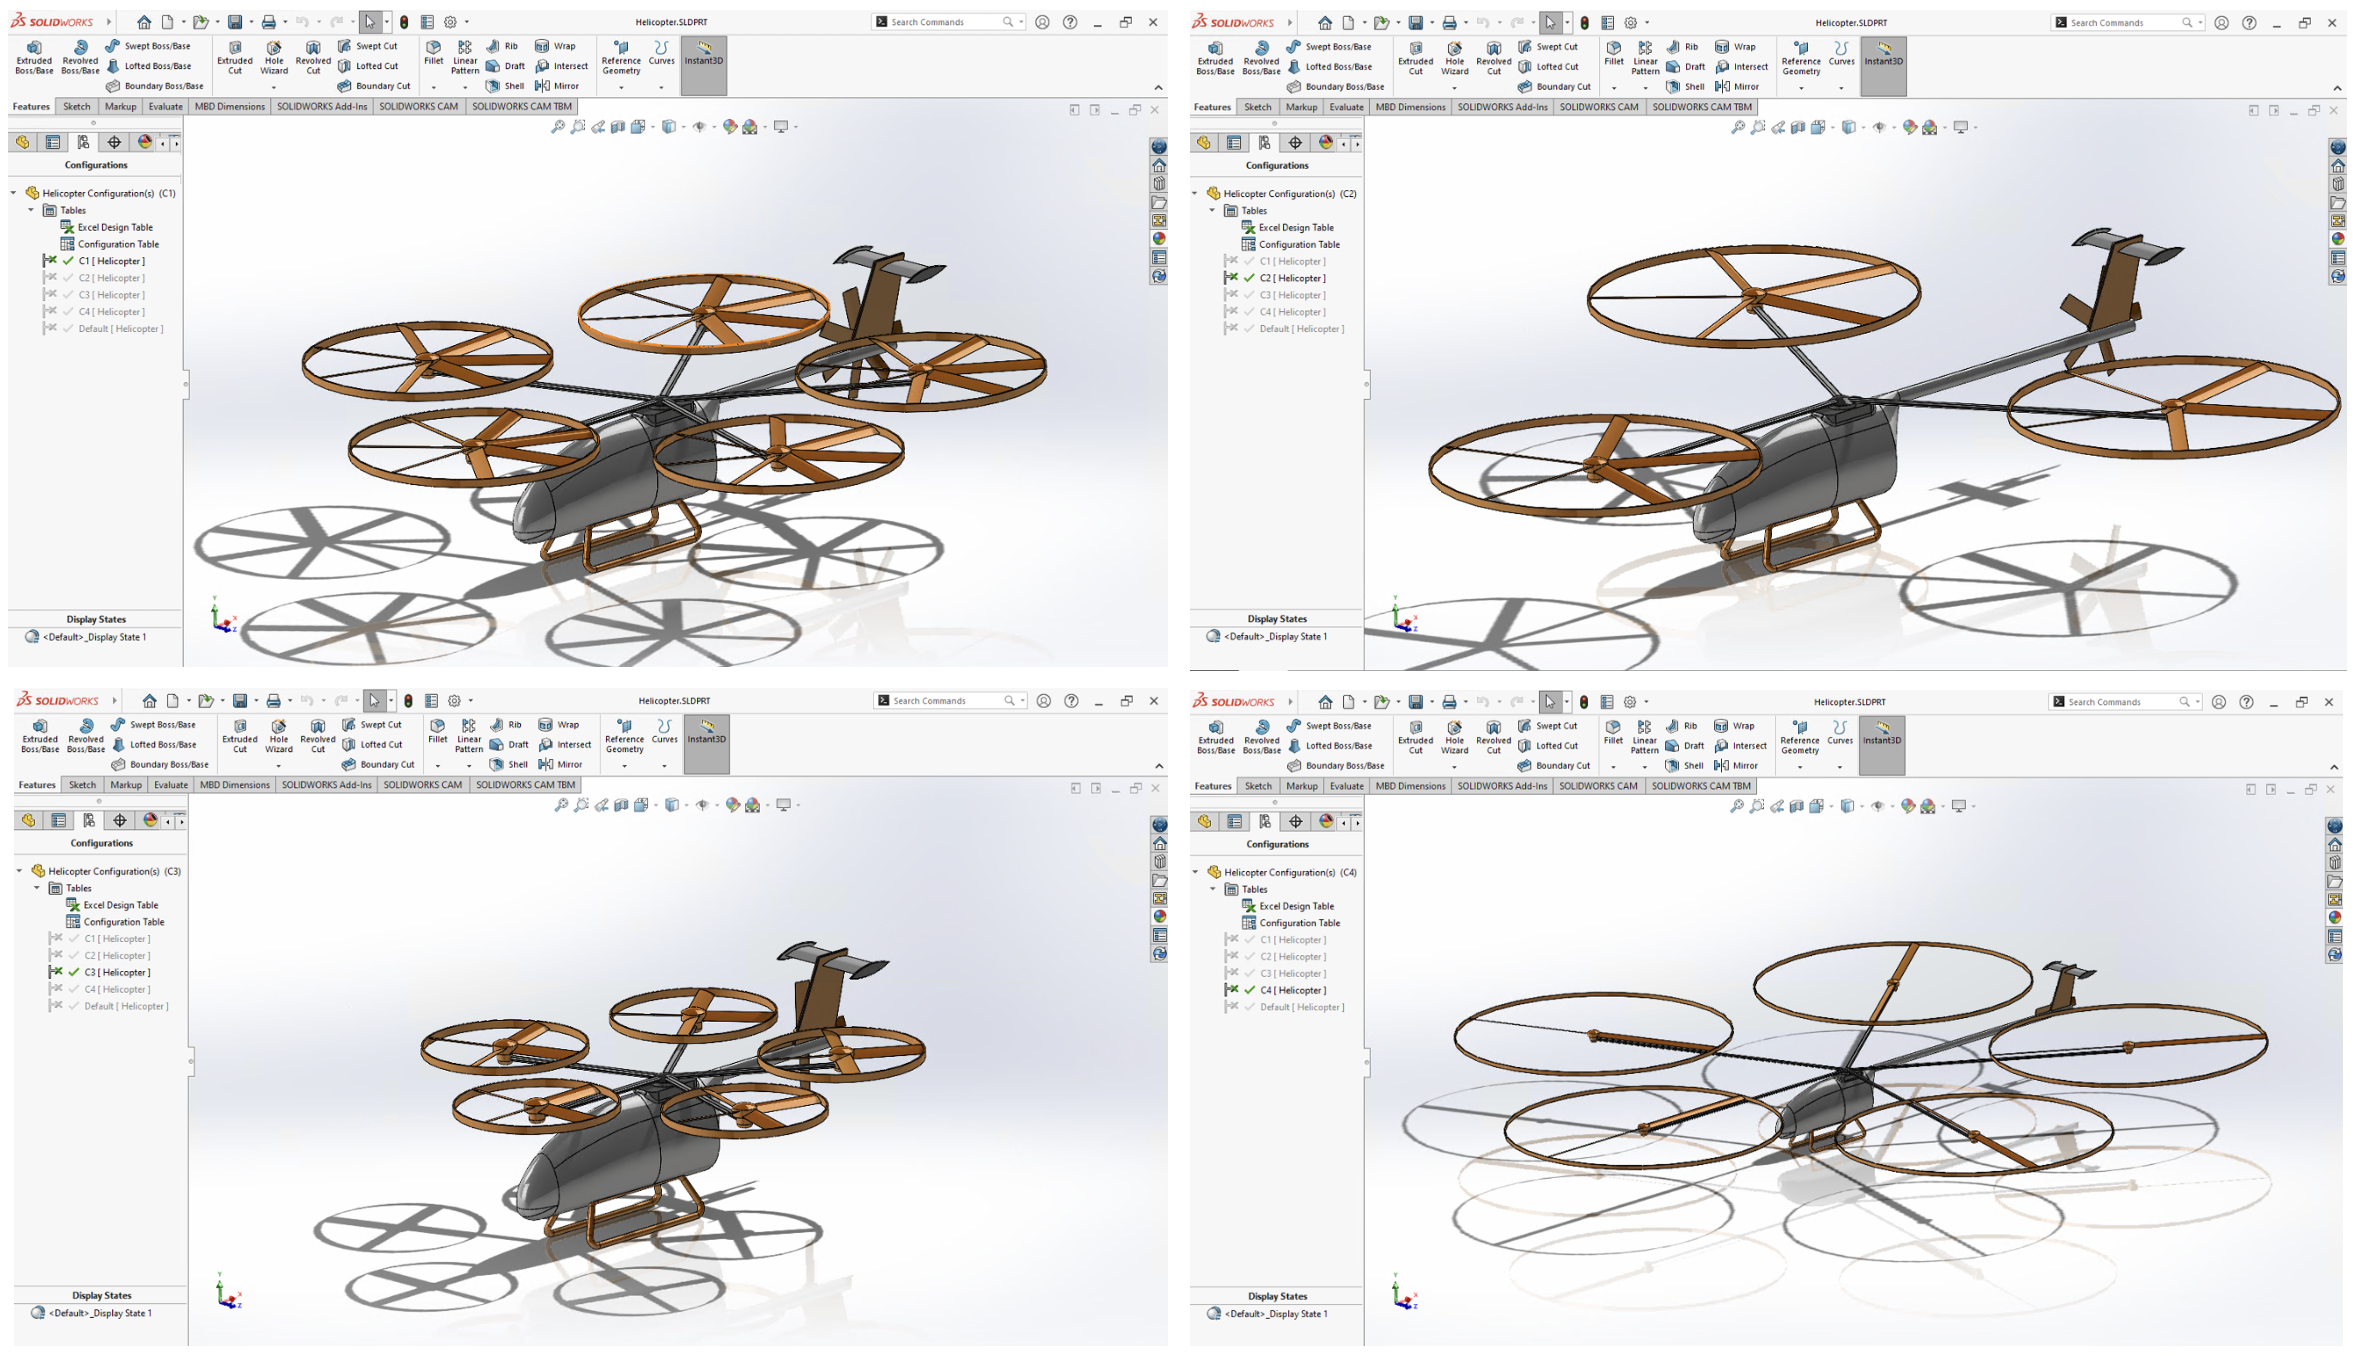 SOLIDWORKS Helicopter.SLDPRT Search Commands
Extruded Boss/Base Revolved Boss/Base Swept Boss/Base Lofted Boss/Base Boundary Boss/Base Extruded Cut Hole Wizard Revolved Cut Swept Cut Lofted Cut Boundary Cut Fillet Linear Pattern Rib Draft Shell Wrap Intersect Mirror Reference Geometry Curves Instant3D
Features Sketch Markup Evaluate MBD Dimensions SOLIDWORKS Add-Ins SOLIDWORKS CAM SOLIDWORKS CAM TBM
Configurations
Helicopter Configuration(s) (C1)
Tables
Excel Design Table
Configuration Table
C1 [ Helicopter ]
C2 [ Helicopter ]
C3 [ Helicopter ]
C4 [ Helicopter ]
Default [ Helicopter ]
Display States
<Default>_Display State 1
SOLIDWORKS Helicopter.SLDPRT Search Commands
Extruded Boss/Base Revolved Boss/Base Swept Boss/Base Lofted Boss/Base Boundary Boss/Base Extruded Cut Hole Wizard Revolved Cut Swept Cut Lofted Cut Boundary Cut Fillet Linear Pattern Rib Draft Shell Wrap Intersect Mirror Reference Geometry Curves Instant3D
Features Sketch Markup Evaluate MBD Dimensions SOLIDWORKS Add-Ins SOLIDWORKS CAM SOLIDWORKS CAM TBM
Configurations
Helicopter Configuration(s) (C2)
Tables
Excel Design Table
Configuration Table
C1 [ Helicopter ]
C2 [ Helicopter ]
C3 [ Helicopter ]
C4 [ Helicopter ]
Default [ Helicopter ]
Display States
<Default>_Display State 1
SOLIDWORKS Helicopter.SLDPRT Search Commands
Extruded Boss/Base Revolved Boss/Base Swept Boss/Base Lofted Boss/Base Boundary Boss/Base Extruded Cut Hole Wizard Revolved Cut Swept Cut Lofted Cut Boundary Cut Fillet Linear Pattern Rib Draft Shell Wrap Intersect Mirror Reference Geometry Curves Instant3D
Features Sketch Markup Evaluate MBD Dimensions SOLIDWORKS Add-Ins SOLIDWORKS CAM SOLIDWORKS CAM TBM
Configurations
Helicopter Configuration(s) (C3)
Tables
Excel Design Table
Configuration Table
C1 [ Helicopter ]
C2 [ Helicopter ]
C3 [ Helicopter ]
C4 [ Helicopter ]
Default [ Helicopter ]
Display States
<Default>_Display State 1
SOLIDWORKS Helicopter.SLDPRT Search Commands
Extruded Boss/Base Revolved Boss/Base Swept Boss/Base Lofted Boss/Base Boundary Boss/Base Extruded Cut Hole Wizard Revolved Cut Swept Cut Lofted Cut Boundary Cut Fillet Linear Pattern Rib Draft Shell Wrap Intersect Mirror Reference Geometry Curves Instant3D
Features Sketch Markup Evaluate MBD Dimensions SOLIDWORKS Add-Ins SOLIDWORKS CAM SOLIDWORKS CAM TBM
Configurations
Helicopter Configuration(s) (C4)
Tables
Excel Design Table
Configuration Table
C1 [ Helicopter ]
C2 [ Helicopter ]
C3 [ Helicopter ]
C4 [ Helicopter ]
Default [ Helicopter ]
Display States
<Default>_Display State 1